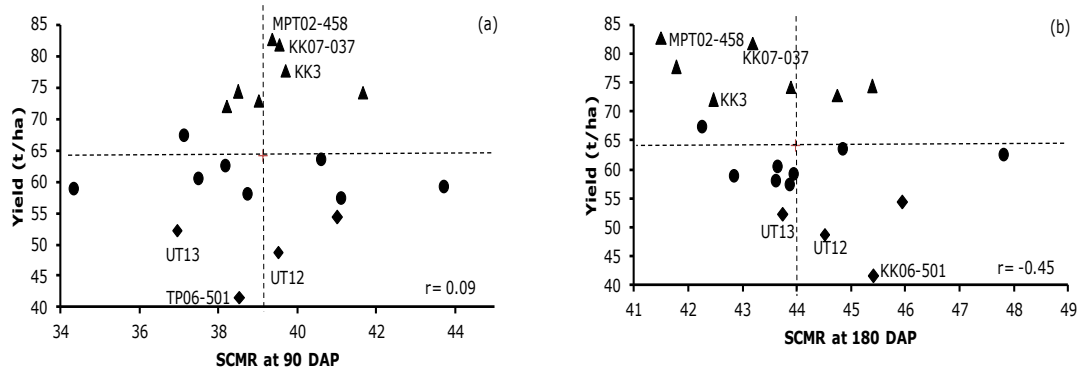 (a)
Yield (t/ha)
85
80
75
70
65
60
55
50
45
40
MPT02-458
KK07-037
KK3
UT13
UT12
TP06-501
r= 0.09
34
36
38
40
42
44
SCMR at 90 DAP
(b)
Yield (t/ha)
85
80
75
70
65
60
55
50
45
40
MPT02-458
KK07-037
KK3
UT13
UT12
KK06-501
r= -0.45
41
42
43
44
45
46
47
48
49
SCMR at 180 DAP